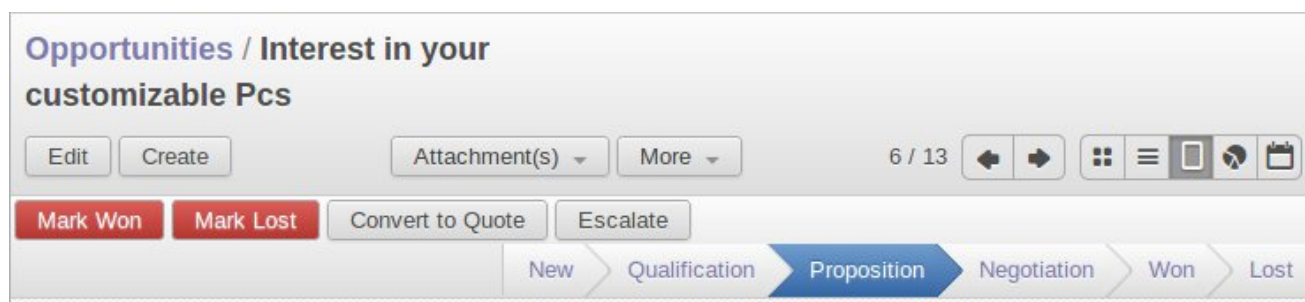 Opportunities / Interest in your
customizable Pcs
Edit Create Attachment(s) More 6 / 13
Mark Won Mark Lost Convert to Quote Escalate
New Qualification Proposition Negotiation Won Lost